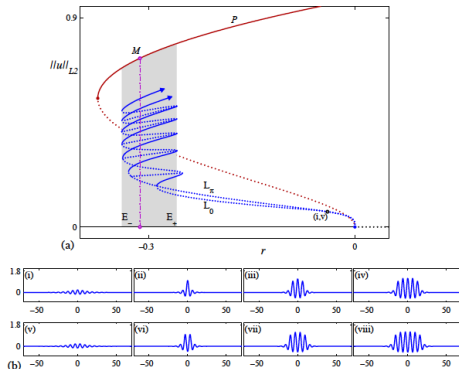 0.9
P
M
||u||L2
Lπ
L0
E− E+ (i,v)
0
(a) −0.3 r 0
1.8 (i) (ii) (iii) (iv)
0
−50 0 50 −50 0 50 −50 0 50 −50 0 50
1.8 (v) (vi) (vii) (viii)
0
(b) −50 0 50 −50 0 50 −50 0 50 −50 0 50